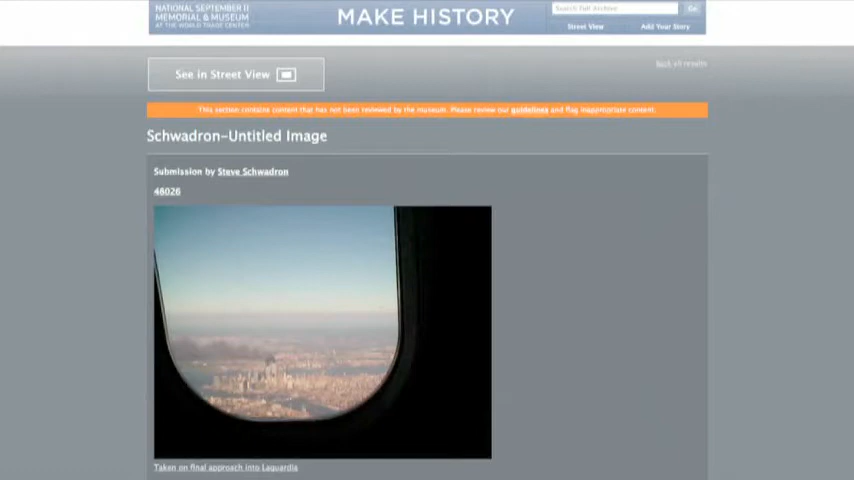 NATIONAL SEPTEMBER 11
MEMORIAL & MUSEUM
AT THE WORLD TRADE CENTER
MAKE HISTORY
Search Full Archive
Go
Street View
Add Your Story
See in Street View
Back all results
This section contains content that has not been reviewed by the museum. Please review our guidelines and flag inappropriate content.
Schwadron-Untitled Image
Submission by Steve Schwadron
48026
Taken on final approach into Laguardia